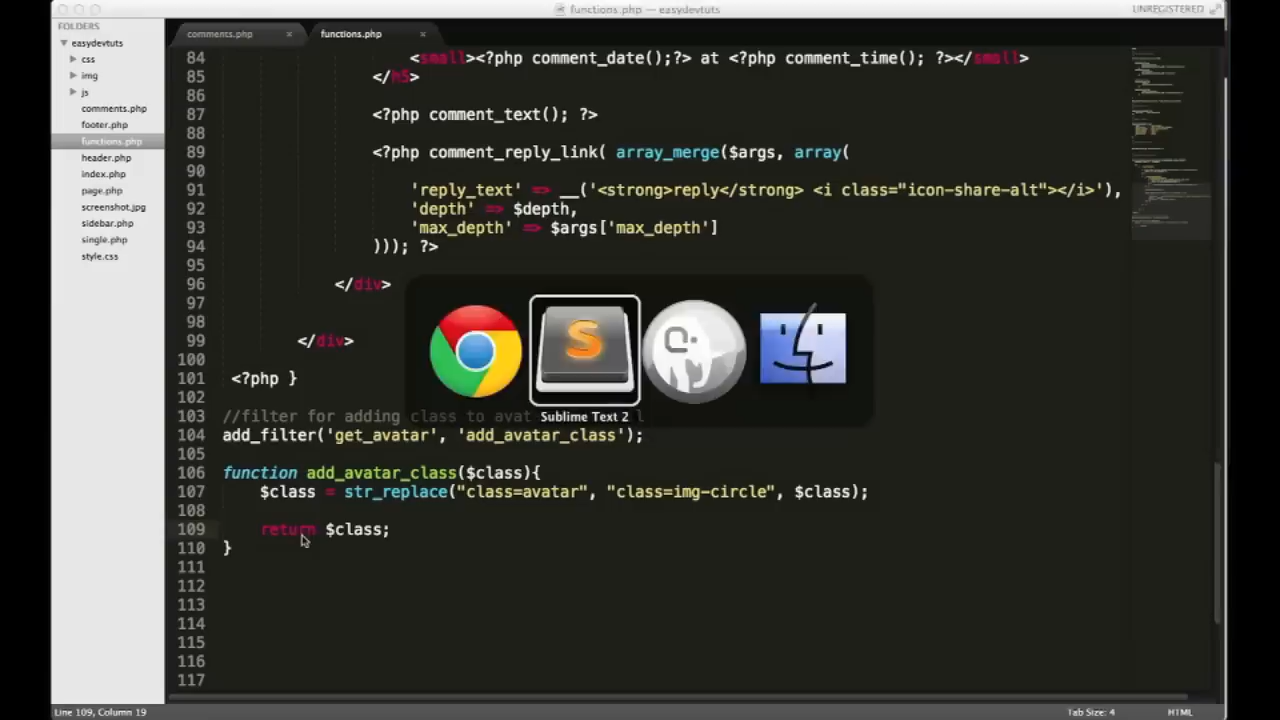 functions.php — easydevtuts
UNREGISTERED
FOLDERS
easydevtuts
css
img
js
comments.php
footer.php
functions.php
header.php
index.php
page.php
screenshot.jpg
sidebar.php
single.php
style.css
comments.php
functions.php
84 <small><?php comment_date();?> at <?php comment_time(); ?></small>
85 </h5>
86
87 <?php comment_text(); ?>
88
89 <?php comment_reply_link( array_merge($args, array(
90
91 'reply_text' => __('<strong>reply</strong> <i class="icon-share-alt"></i>'),
92 'depth' => $depth,
93 'max_depth' => $args['max_depth']
94 ))); ?>
95
96 </div>
97
98
99 </div>
100
101 <?php }
102
103 //filter for adding class to avat
104 add_filter('get_avatar', 'add_avatar_class');
105
106 function add_avatar_class($class){
107 $class = str_replace("class=avatar", "class=img-circle", $class);
108
109 return $class;
110 }
111
112
113
114
115
116
117
Sublime Text 2
Line 109, Column 19
Tab Size: 4
HTML